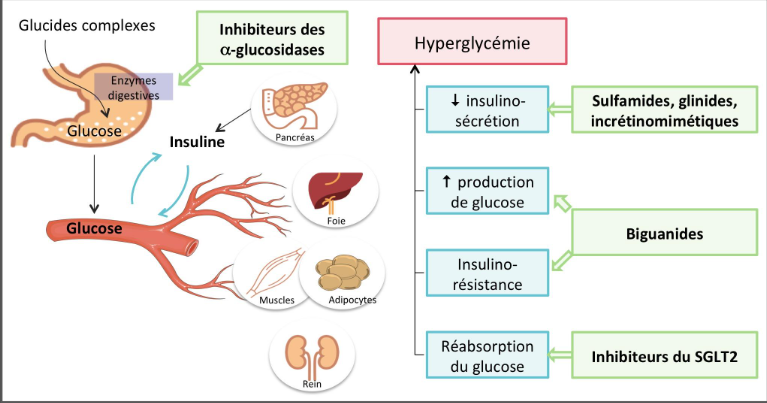 Glucides complexes
Inhibiteurs des
α-glucosidases
Enzymes
digestives
Glucose
Insuline
Pancréas
Glucose
Foie
Muscles
Adipocytes
Rein
Hyperglycémie
↓ insulino-
sécrétion
Sulfamides, glinides,
incrétinomimétiques
↑ production
de glucose
Biguanides
Insulino-
résistance
Réabsorption
du glucose
Inhibiteurs du SGLT2